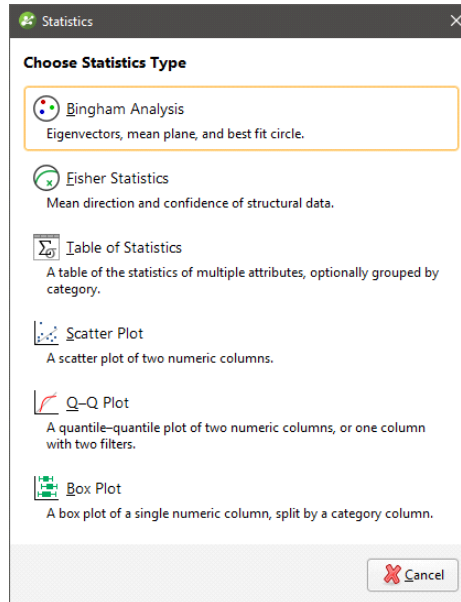 Statistics
Choose Statistics Type
Bingham Analysis
Eigenvectors, mean plane, and best fit circle.
Fisher Statistics
Mean direction and confidence of structural data.
Table of Statistics
A table of the statistics of multiple attributes, optionally grouped by
category.
Scatter Plot
A scatter plot of two numeric columns.
Q–Q Plot
A quantile–quantile plot of two numeric columns, or one column
with two filters.
Box Plot
A box plot of a single numeric column, split by a category column.
Cancel